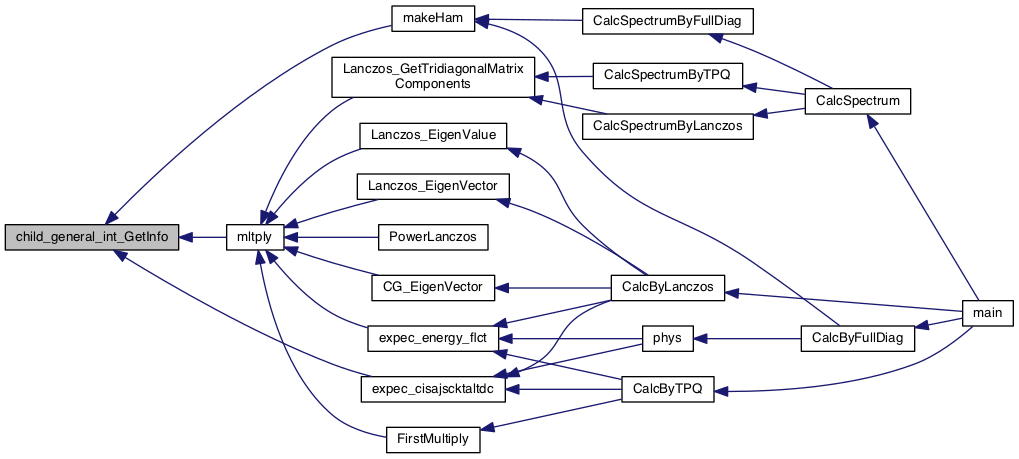 makeHam
CalcSpectrumByFullDiag
Lanczos_GetTridiagonalMatrix
Components
CalcSpectrumByTPQ
CalcSpectrum
CalcSpectrumByLanczos
Lanczos_EigenValue
Lanczos_EigenVector
child_general_int_GetInfo
mltply
PowerLanczos
CG_EigenVector
CalcByLanczos
main
expec_energy_flct
phys
CalcByFullDiag
expec_cisajscktaltdc
CalcByTPQ
FirstMultiply